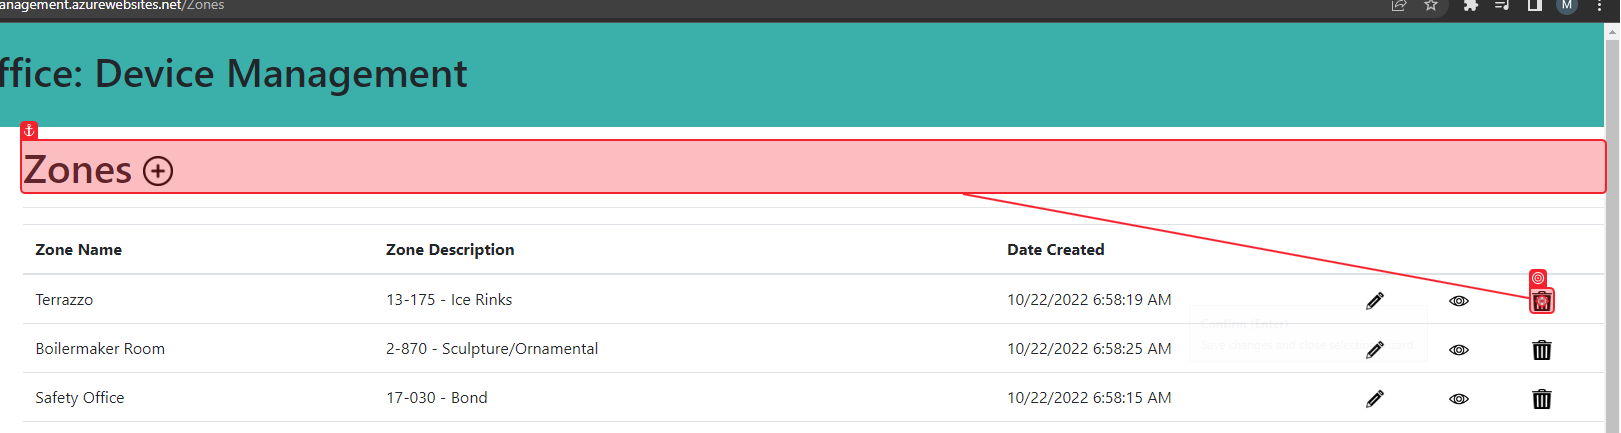 anagement.azurewebsites.net/Zones
M
ffice: Device Management
Zones
Zone Name Zone Description Date Created
Terrazzo 13-175 - Ice Rinks 10/22/2022 6:58:19 AM
Confirm (Enter)
Save changes and close selection wizard.
Boilermaker Room 2-870 - Sculpture/Ornamental 10/22/2022 6:58:25 AM
Safety Office 17-030 - Bond 10/22/2022 6:58:15 AM